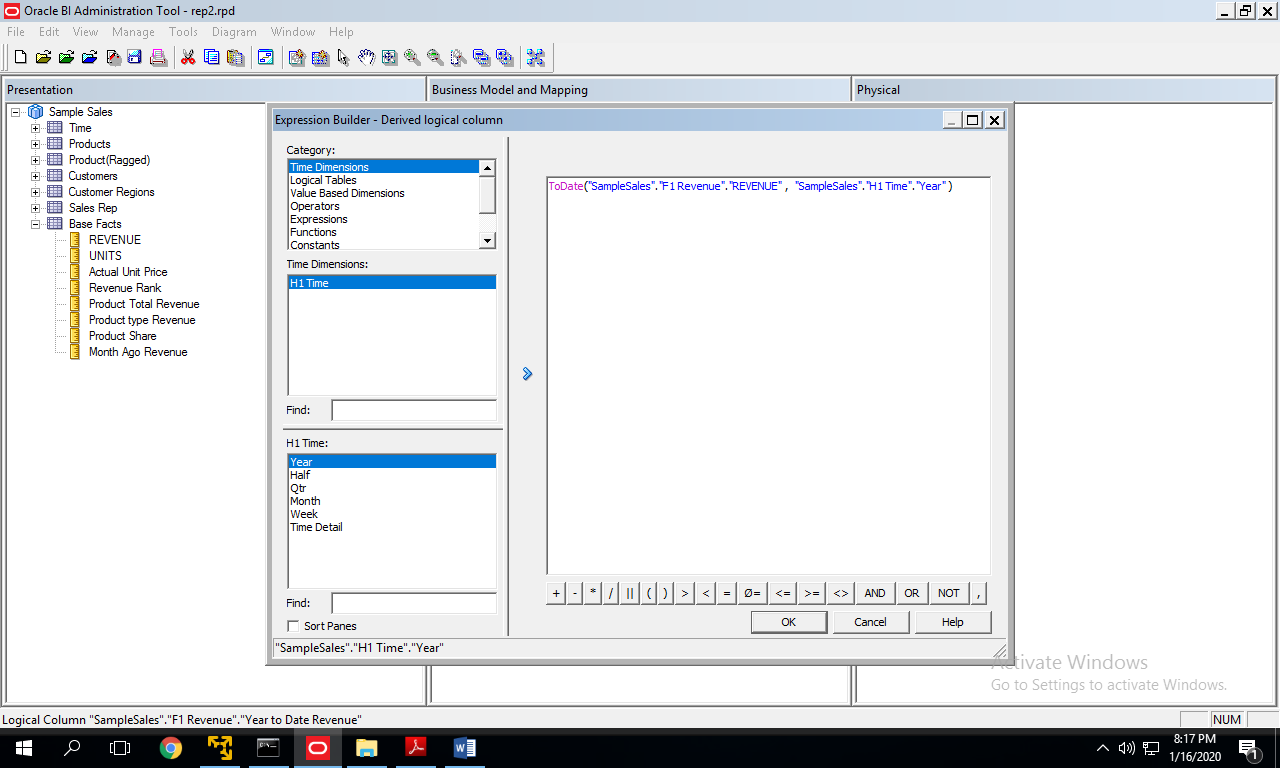 Oracle BI Administration Tool - rep2.rpd
File Edit View Manage Tools Diagram Window Help
Presentation
Business Model and Mapping
Physical
Sample Sales
Time
Products
Product(Ragged)
Customers
Customer Regions
Sales Rep
Base Facts
REVENUE
UNITS
Actual Unit Price
Revenue Rank
Product Total Revenue
Product type Revenue
Product Share
Month Ago Revenue
Expression Builder - Derived logical column
Category:
Time Dimensions
Logical Tables
Value Based Dimensions
Operators
Expressions
Functions
Constants
Time Dimensions:
H1 Time
Find:
H1 Time:
Year
Half
Qtr
Month
Week
Time Detail
Find:
Sort Panes
ToDate("SampleSales"."F1 Revenue"."REVENUE" , "SampleSales"."H1 Time"."Year" )
+ - * / || ( ) > < = Ø= <= >= <> AND OR NOT ,
OK Cancel Help
"SampleSales"."H1 Time"."Year"
Activate Windows
Go to Settings to activate Windows.
Logical Column "SampleSales"."F1 Revenue"."Year to Date Revenue"
NUM
8:17 PM
1/16/2020
1